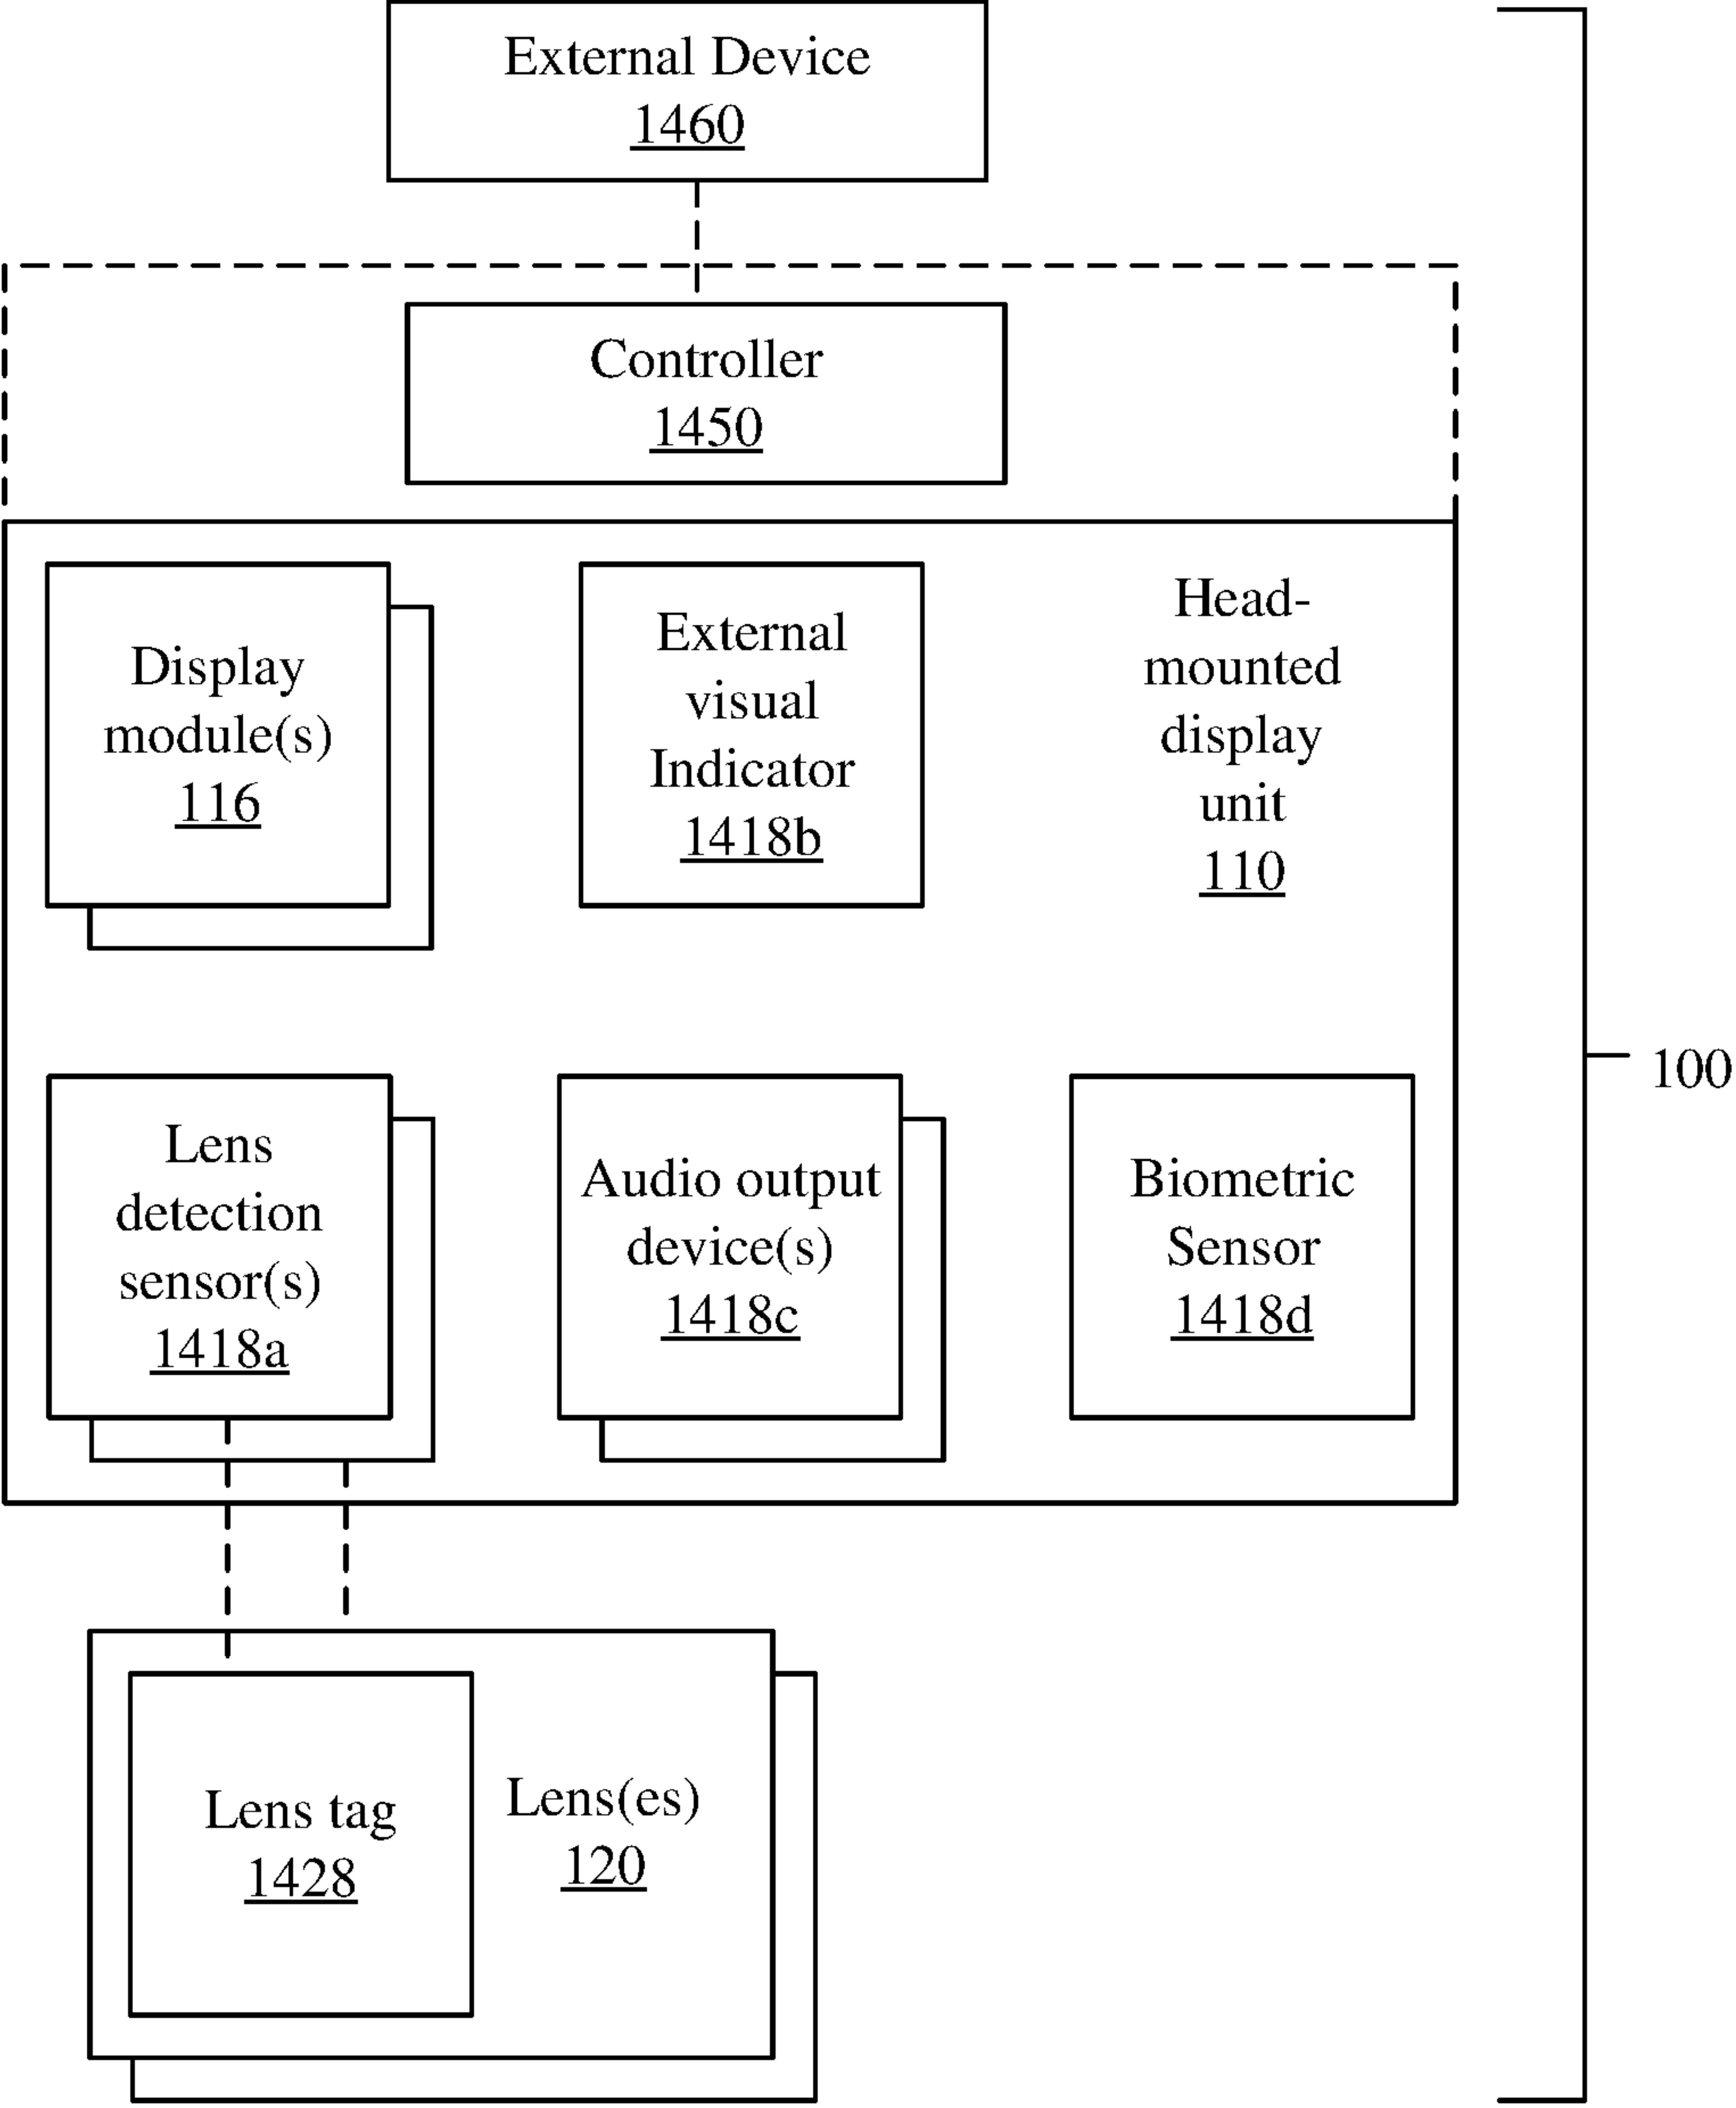 External Device
1460
Controller
1450
Display
module(s)
116
External
visual
Indicator
1418b
Head-
mounted
display
unit
110
Lens
detection
sensor(s)
1418a
Audio output
device(s)
1418c
Biometric
Sensor
1418d
100
Lens tag
1428
Lens(es)
120